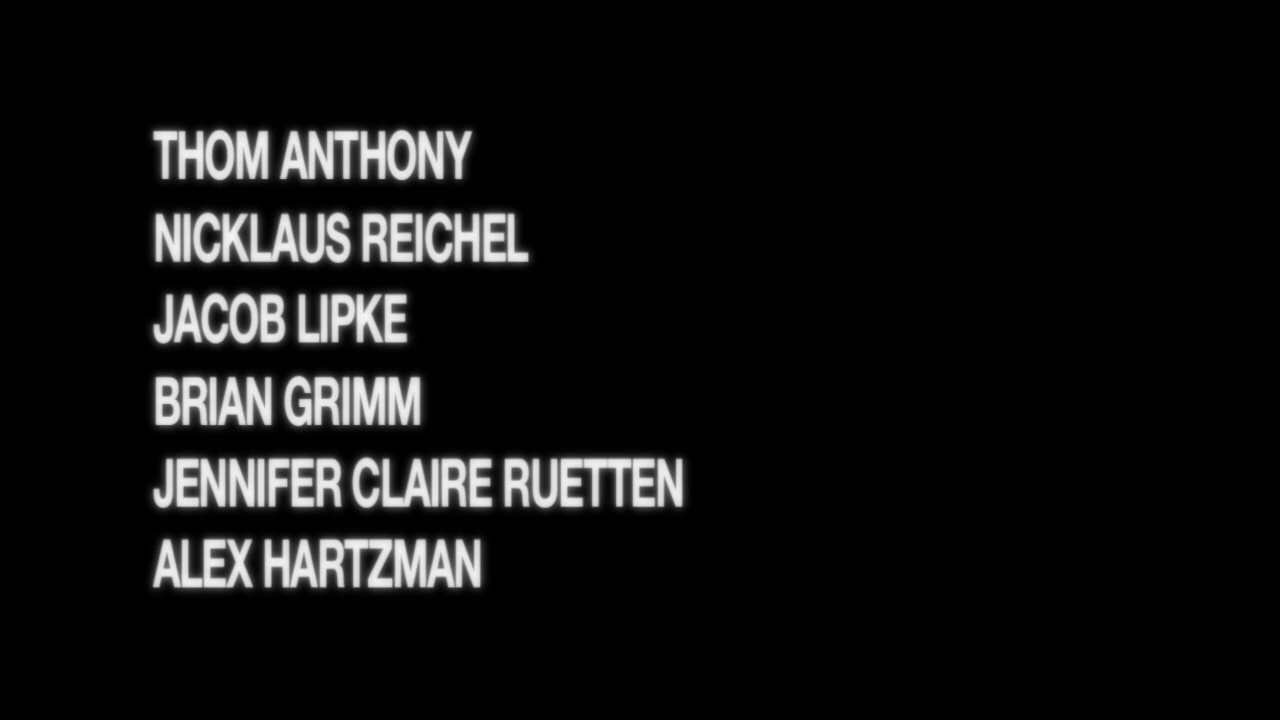 THOM ANTHONY
NICKLAUS REICHEL
JACOB LIPKE
BRIAN GRIMM
JENNIFER CLAIRE RUETTEN
ALEX HARTZMAN